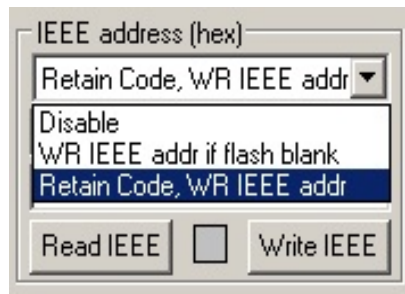 IEEE address (hex)
Retain Code, WR IEEE addr
Disable
WR IEEE addr if flash blank
Retain Code, WR IEEE addr
Read IEEE
Write IEEE